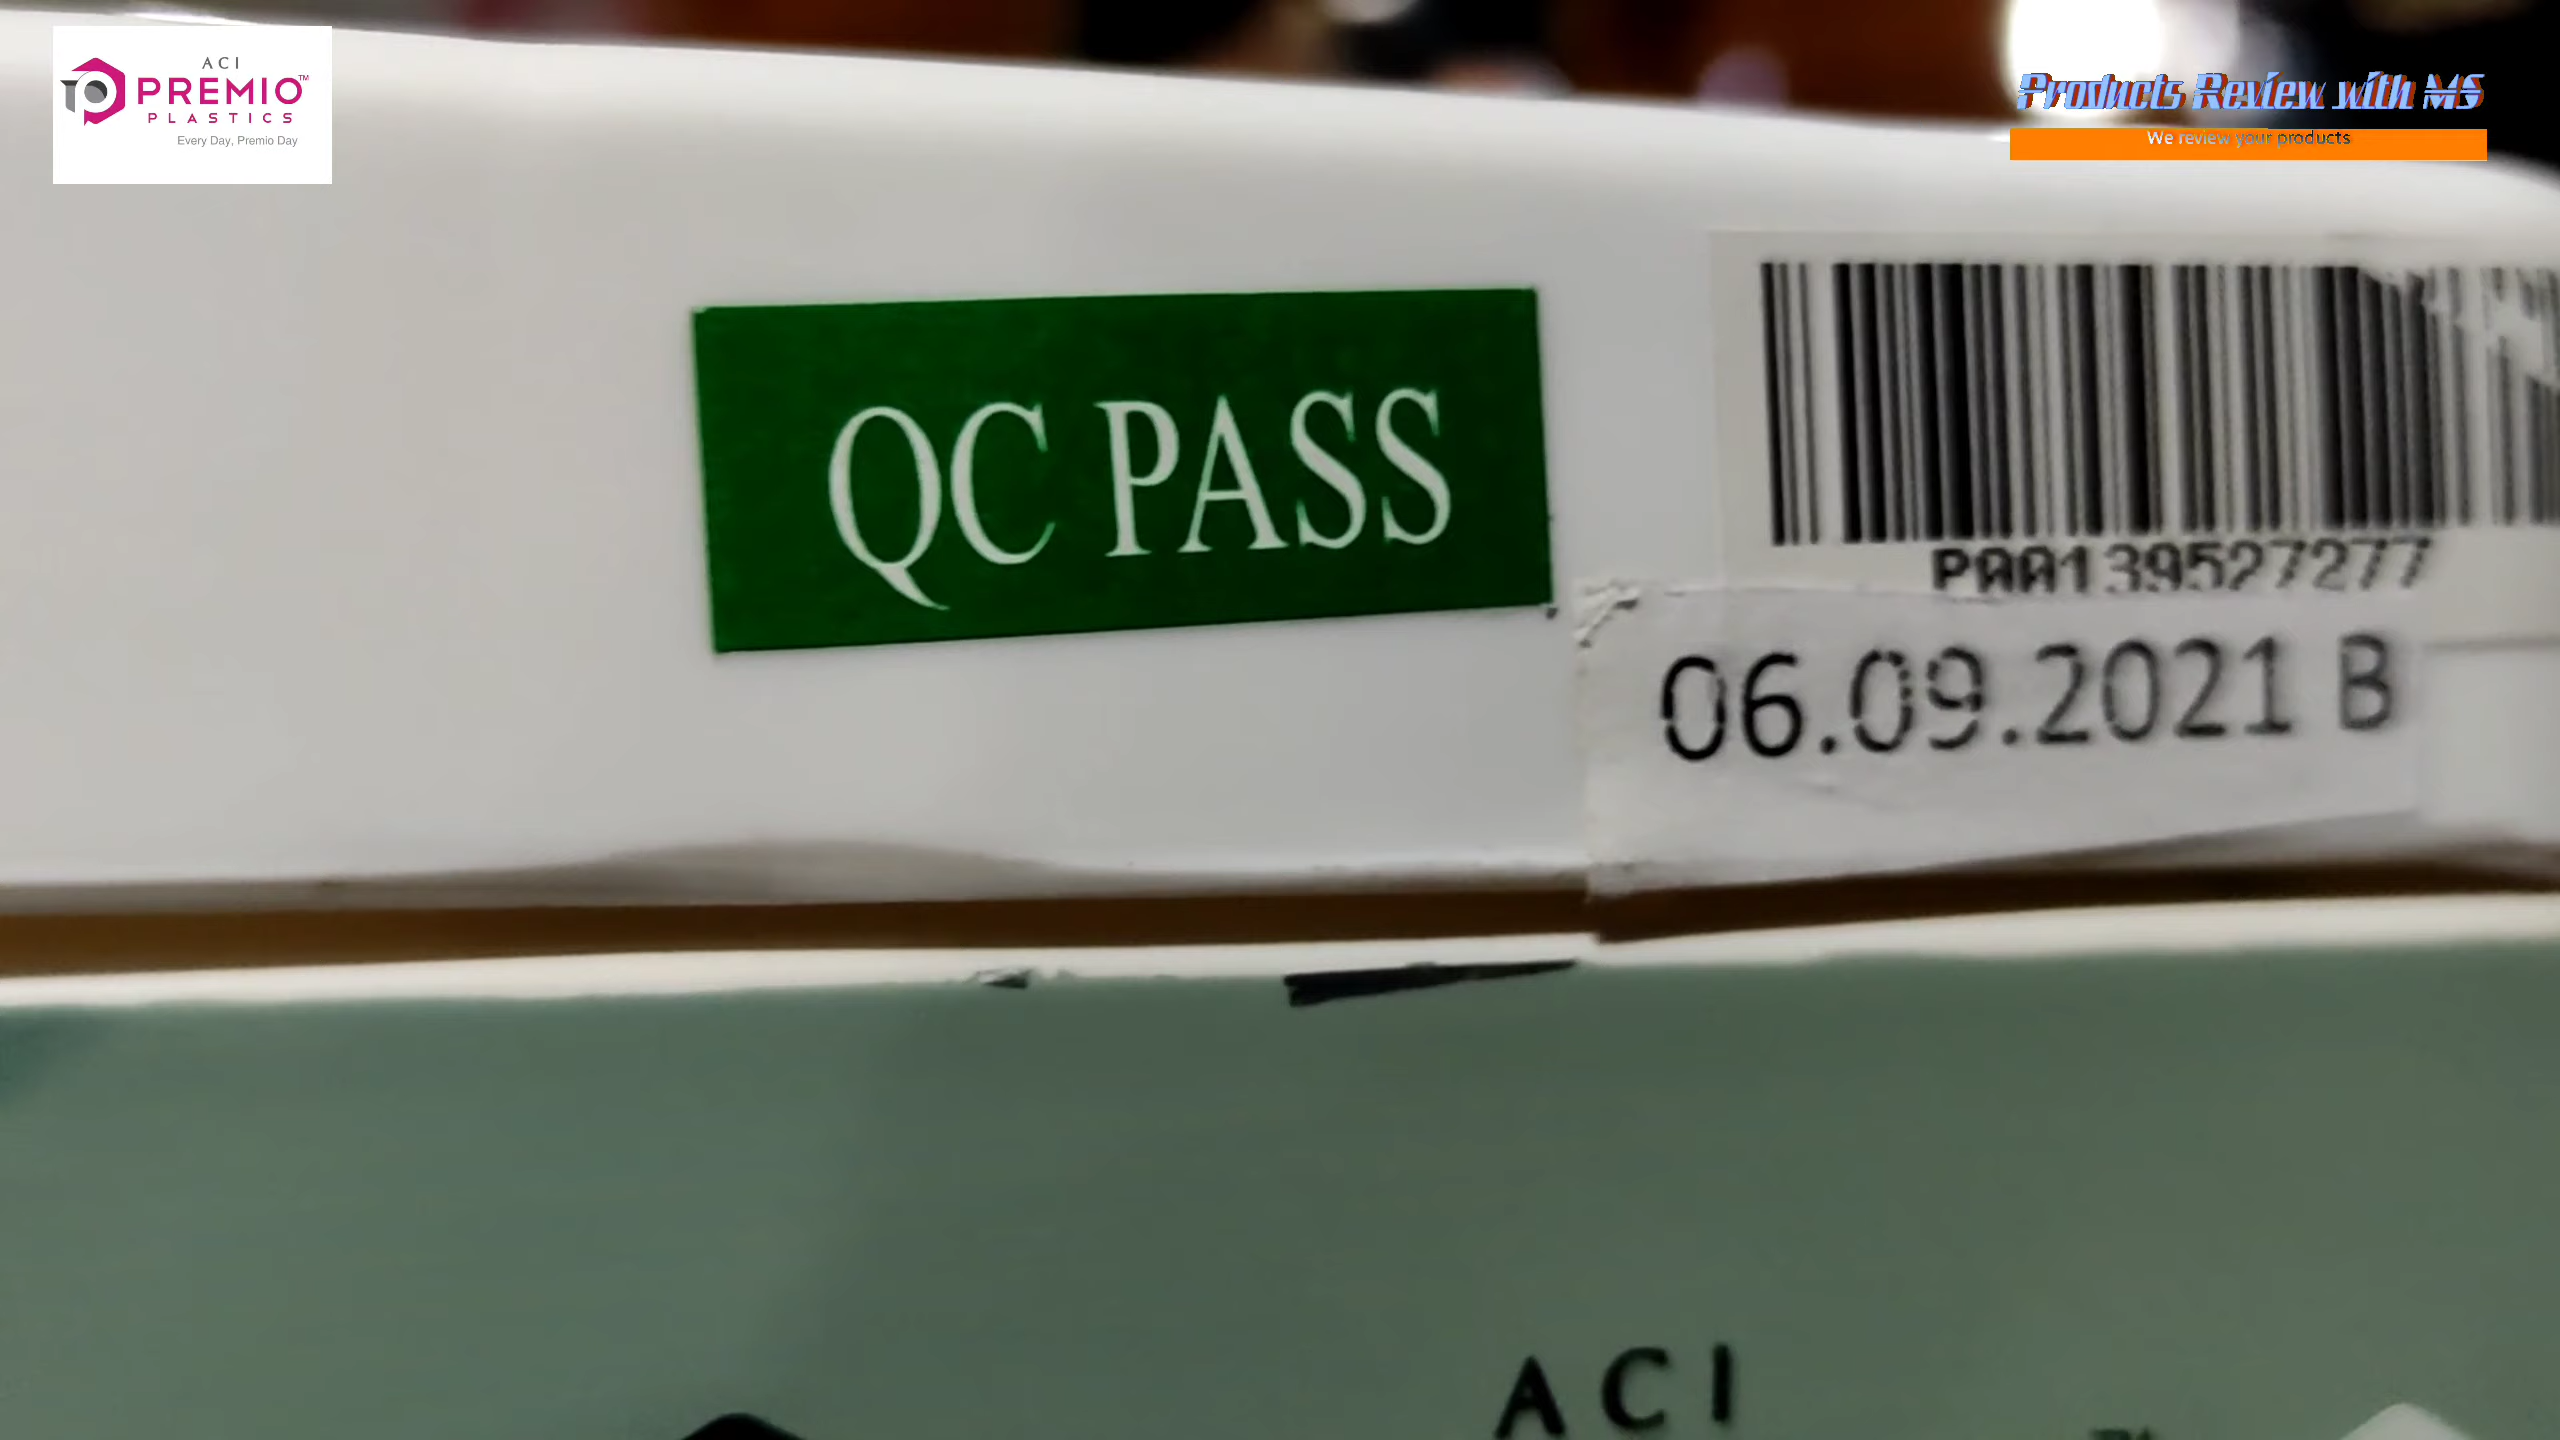 ACI
PREMIO™
PLASTICS
Every Day, Premio Day
Products Review with MS
We review your products
QC PASS
PAA139527277
06.09.2021 B
ACI